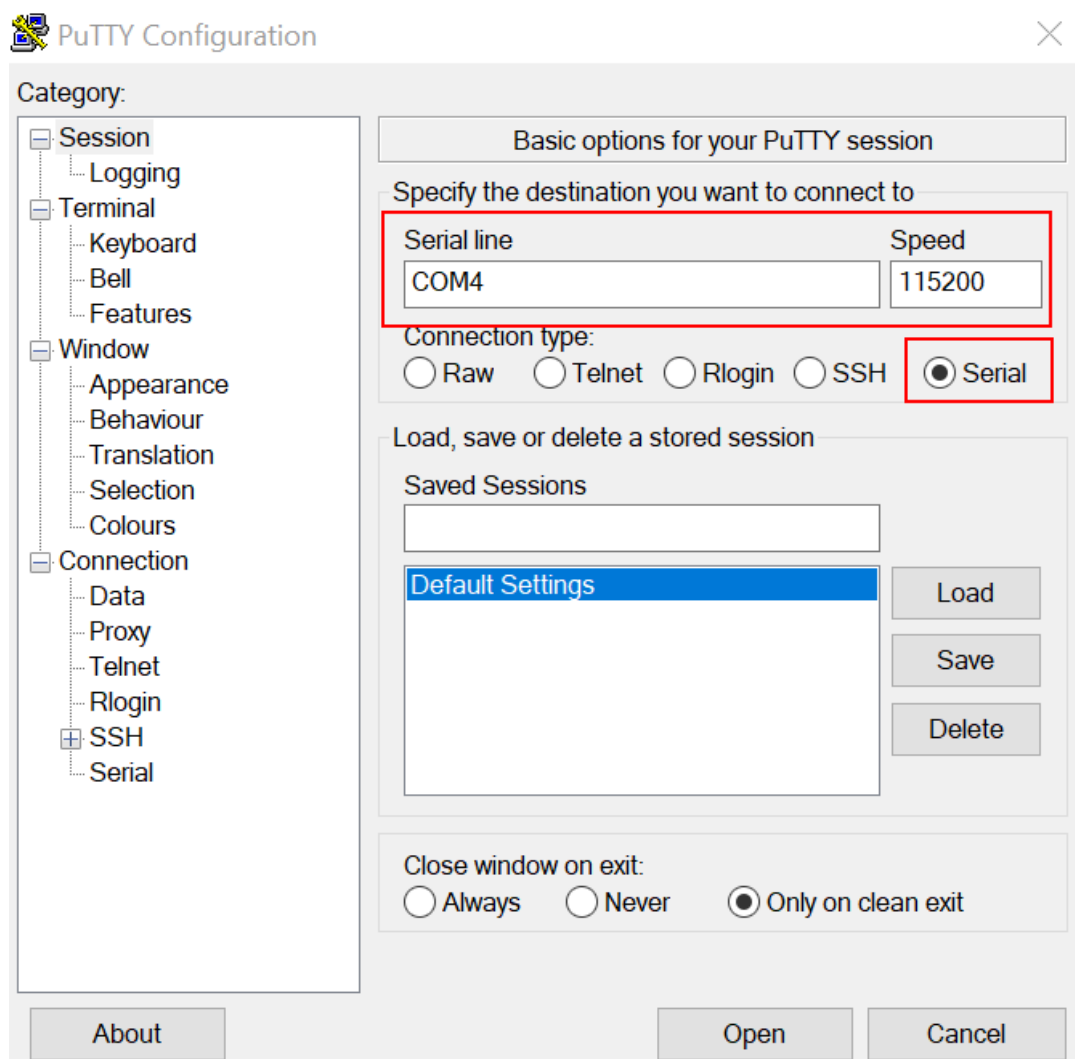 PuTTY Configuration
Category:
Session
Logging
Terminal
Keyboard
Bell
Features
Window
Appearance
Behaviour
Translation
Selection
Colours
Connection
Data
Proxy
Telnet
Rlogin
SSH
Serial
Basic options for your PuTTY session
Specify the destination you want to connect to
Serial line Speed
COM4 115200
Connection type:
Raw Telnet Rlogin SSH Serial
Load, save or delete a stored session
Saved Sessions
Default Settings
Load
Save
Delete
Close window on exit:
Always Never Only on clean exit
About Open Cancel